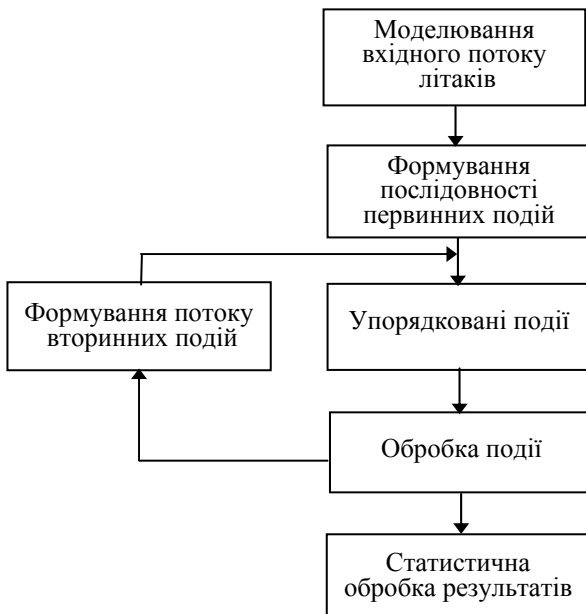 Моделювання
вхідного потоку
літаків
Формування
послідовності
первинних подій
Формування потоку
вторинних подій
Упорядковані події
Обробка події
Статистична
обробка результатів